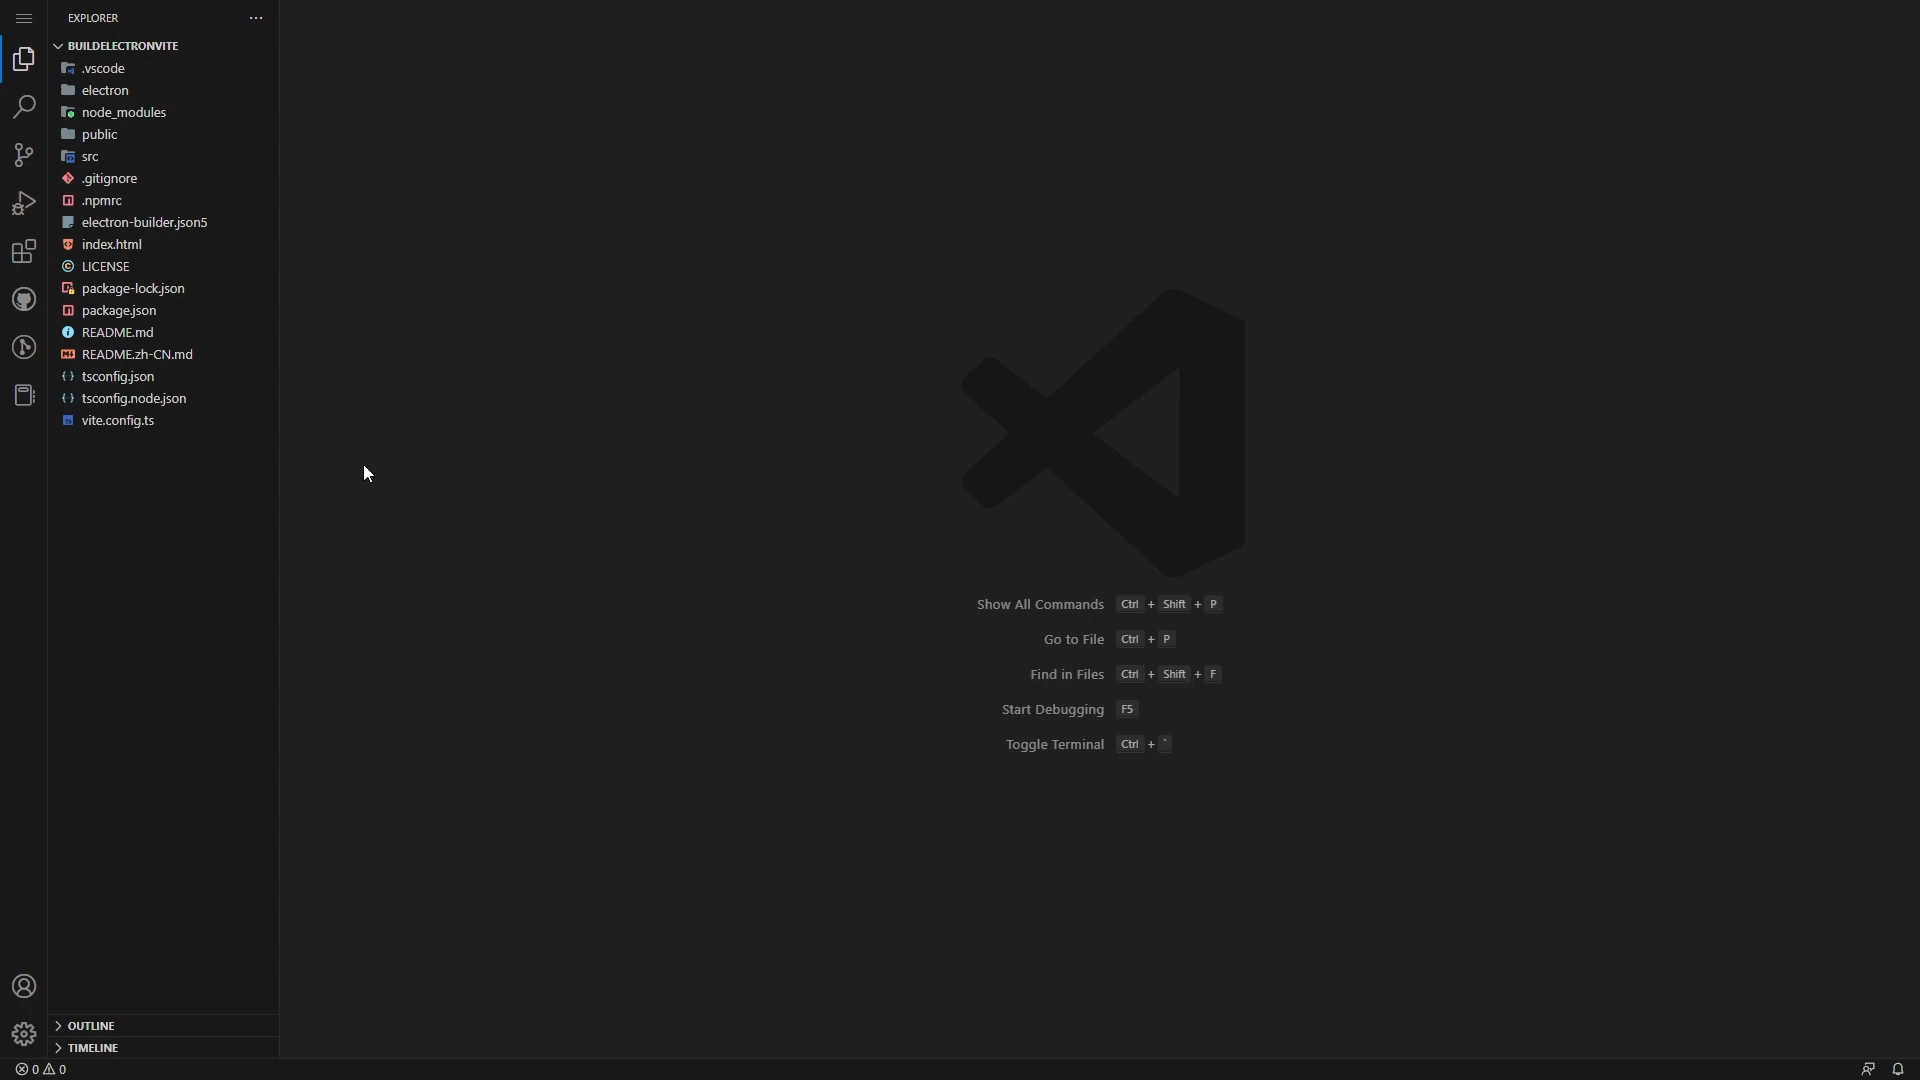 EXPLORER
BUILDELECTRONVITE
.vscode
electron
node_modules
public
src
.gitignore
.npmrc
electron-builder.json5
index.html
LICENSE
package-lock.json
package.json
README.md
README.zh-CN.md
tsconfig.json
tsconfig.node.json
vite.config.ts
Show All Commands Ctrl + Shift + P
Go to File Ctrl + P
Find in Files Ctrl + Shift + F
Start Debugging F5
Toggle Terminal Ctrl + `
OUTLINE
TIMELINE
0 0